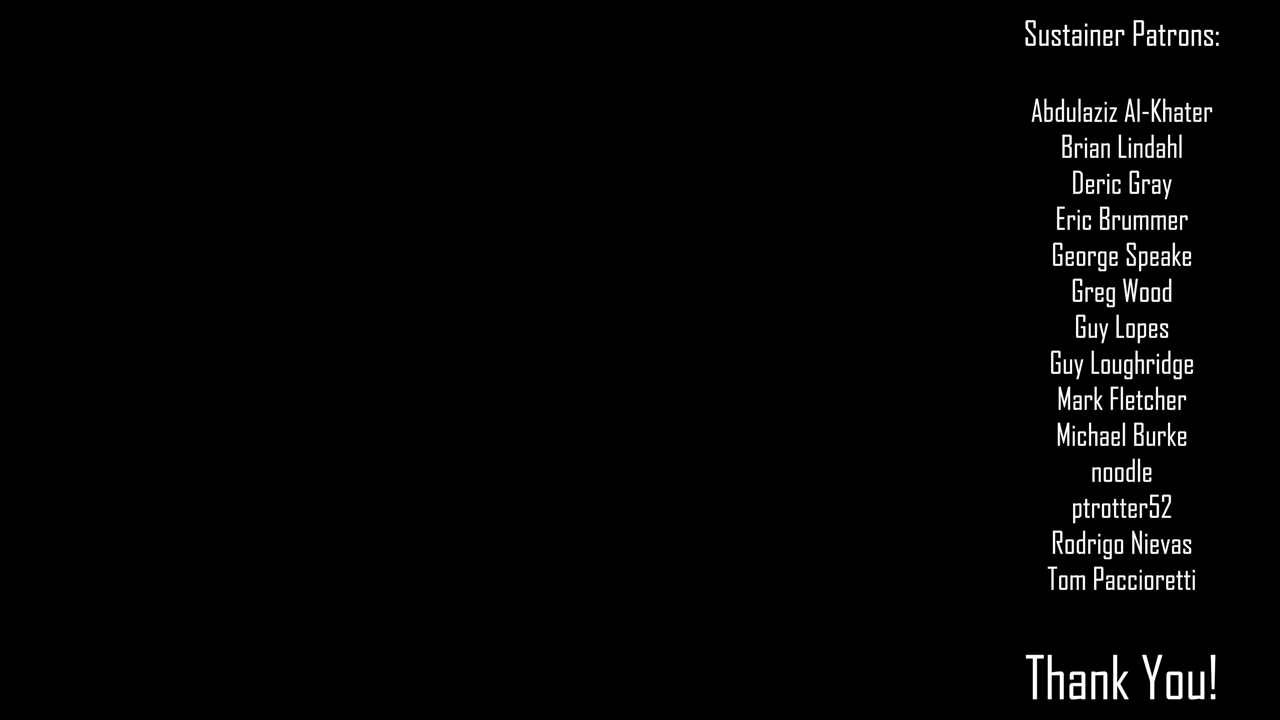 Sustainer Patrons:
Abdulaziz Al-Khater
Brian Lindahl
Deric Gray
Eric Brummer
George Speake
Greg Wood
Guy Lopes
Guy Loughridge
Mark Fletcher
Michael Burke
noodle
ptrotter52
Rodrigo Nievas
Tom Paccioretti
Thank You!